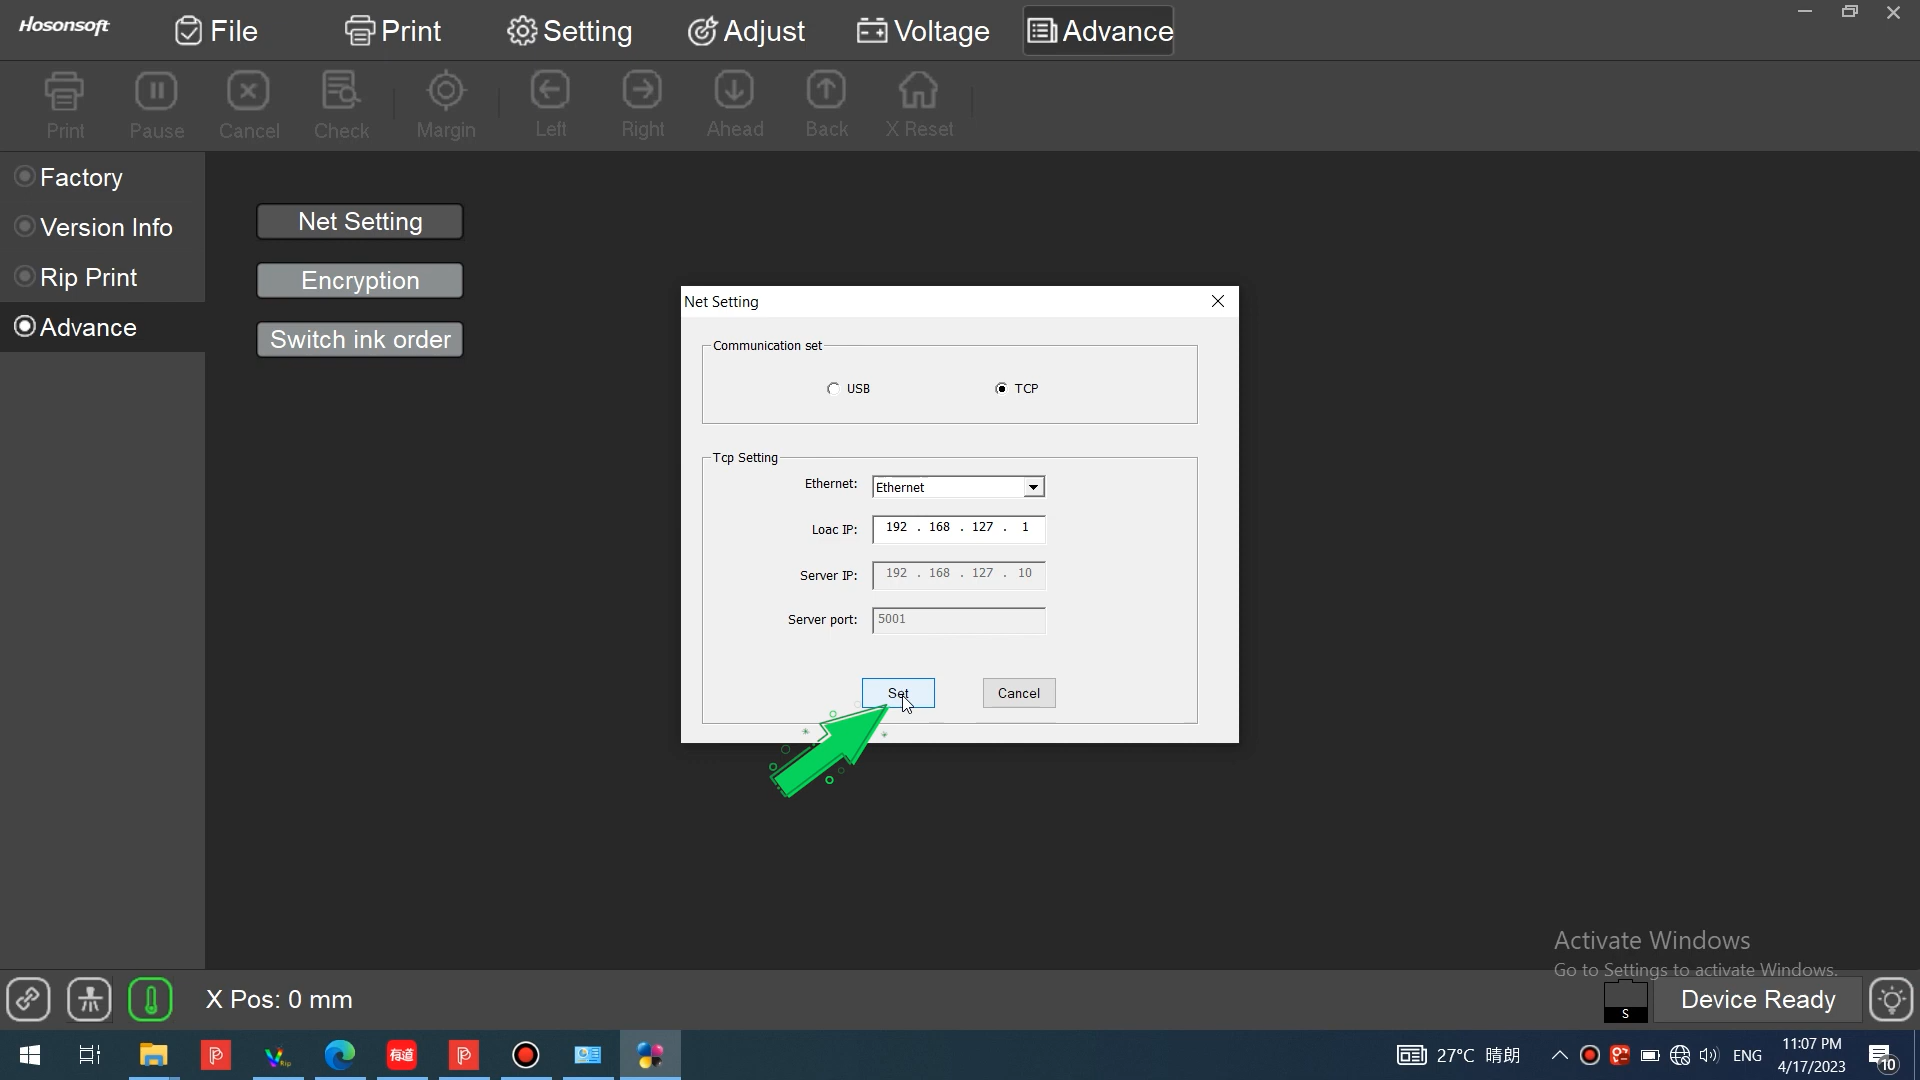 Hosonsoft
File
Print
Setting
Adjust
Voltage
Advance
Print
Pause
Cancel
Check
Margin
Left
Right
Ahead
Back
X Reset
Factory
Version Info
Rip Print
Advance
Net Setting
Encryption
Switch ink order
Net Setting
Communication set
USB
TCP
Tcp Setting
Ethernet: Ethernet
Loac IP: 192 . 168 . 127 . 1
Server IP: 192 . 168 . 127 . 10
Server port: 5001
Set
Cancel
Activate Windows
Go to Settings to activate Windows.
X Pos: 0 mm
S
Device Ready
Rip
有道
27°C 晴朗
ENG
11:07 PM
4/17/2023
10